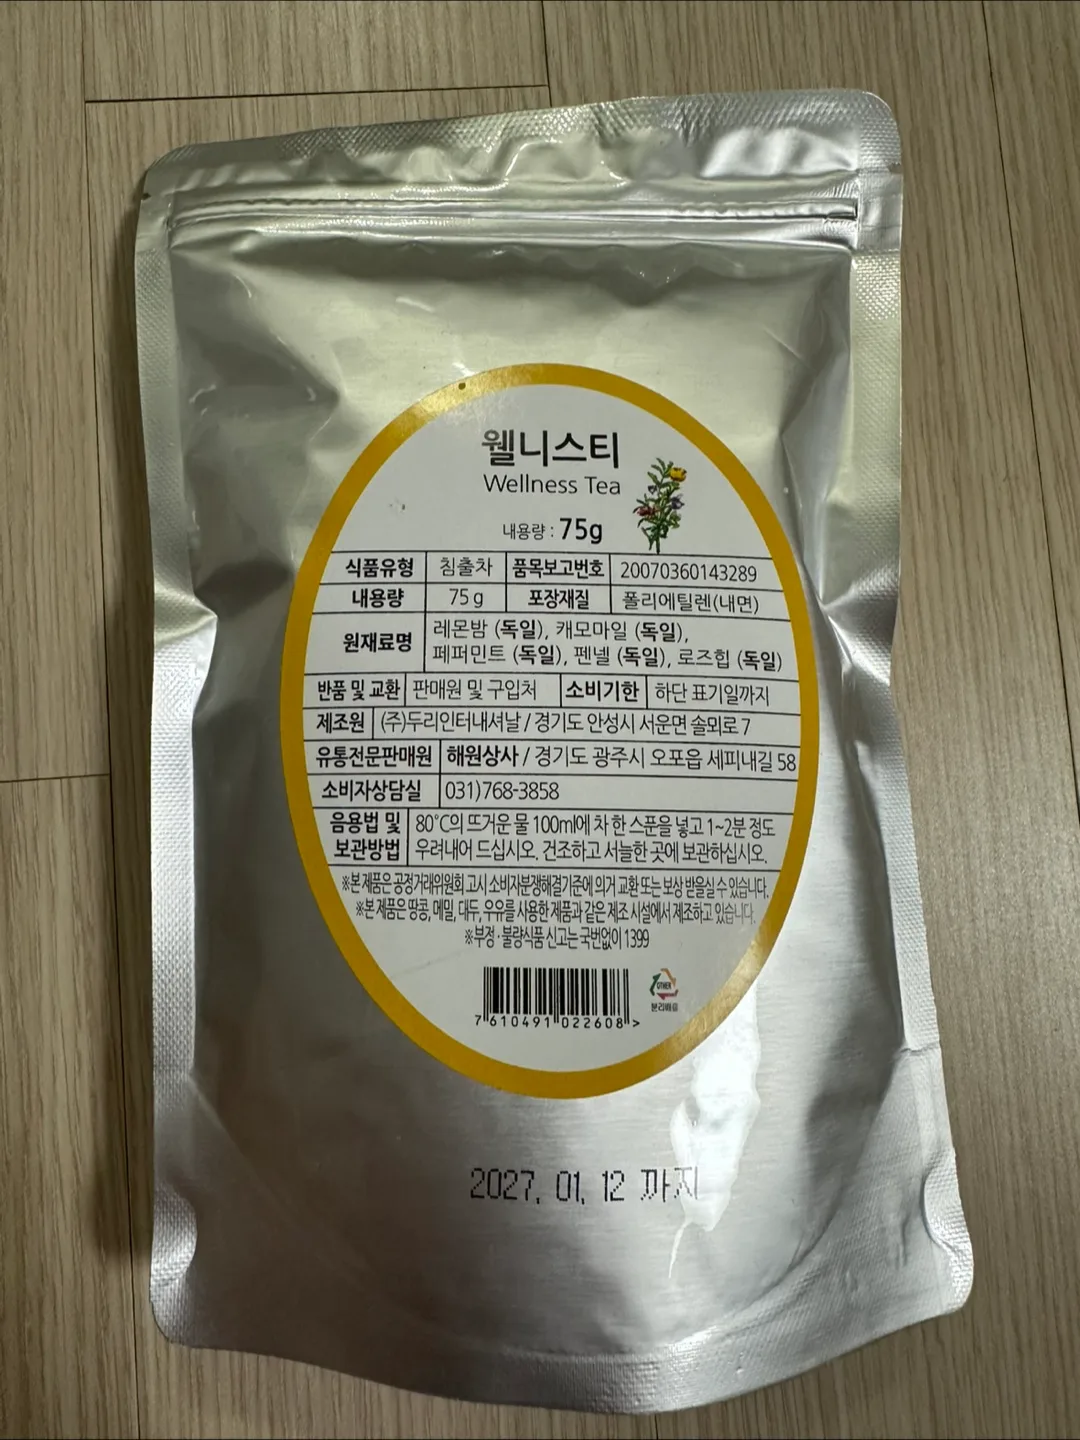 웰니스티
Wellness Tea
내용량 : 75g
식품유형 침출차 품목보고번호 20070360143289
내용량 75g 포장재질 폴리에틸렌(내면)
원재료명 레몬밤 (독일), 캐모마일 (독일),
페퍼민트 (독일), 펜넬 (독일), 로즈힙 (독일)
반품 및 교환 판매원 및 구입처 소비기한 하단 표기일까지
제조원 (주)두리인터내셔날 / 경기도 안성시 서운면 솔뫼로 7
유통전문판매원 해원상사 / 경기도 광주시 오포읍 세피내길 58
소비자상담실 031)768-3858
음용법 및 보관방법 80°C의 뜨거운 물 100ml에 차 한 스푼을 넣고 1~2분 정도
우려내어 드십시오. 건조하고 서늘한 곳에 보관하십시오.
※본 제품은 공정거래위원회 고시 소비자분쟁해결기준에 의거 교환 또는 보상 받을실 수 있습니다.
※본 제품은 땅콩, 메밀, 대두, 우유를 사용한 제품과 같은 제조 시설에서 제조하고 있습니다.
※부정·불량식품 신고는 국번없이 1399
OTHER
분리배출
7 610491 022608 >
2027. 01. 12 까지